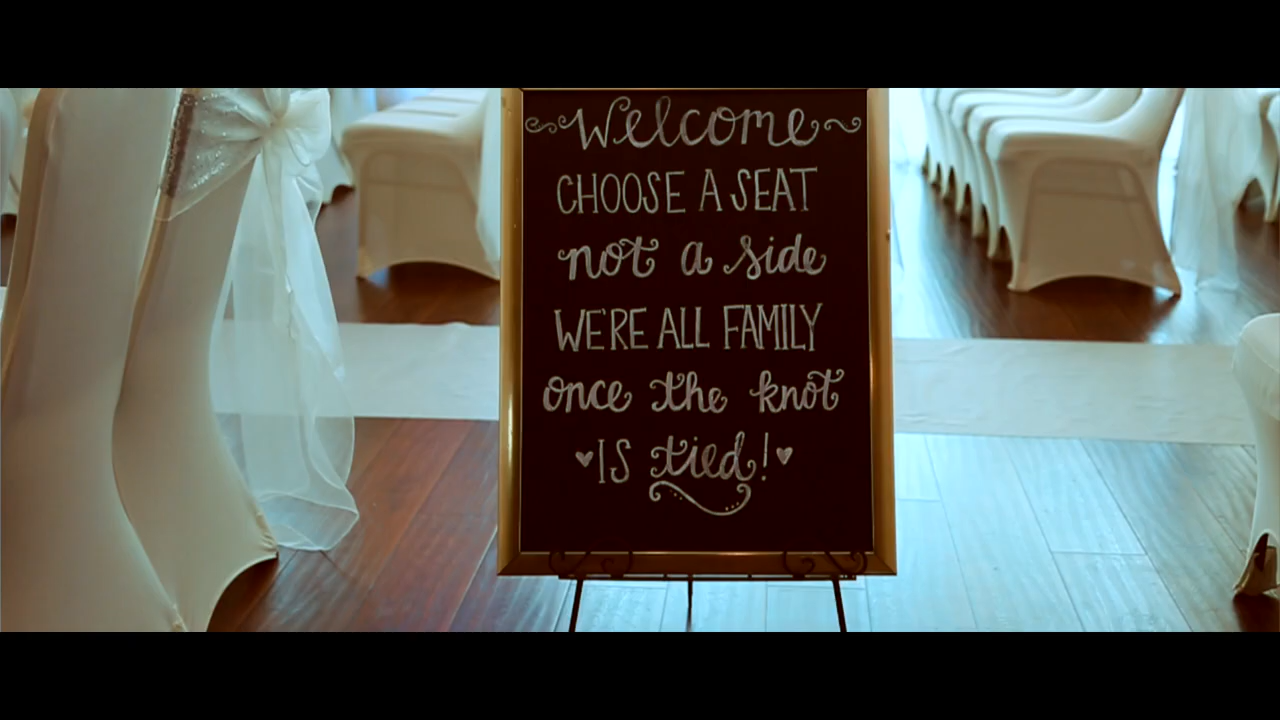 Welcome
CHOOSE A SEAT
not a side
WE'RE ALL FAMILY
once the knot
IS tied!